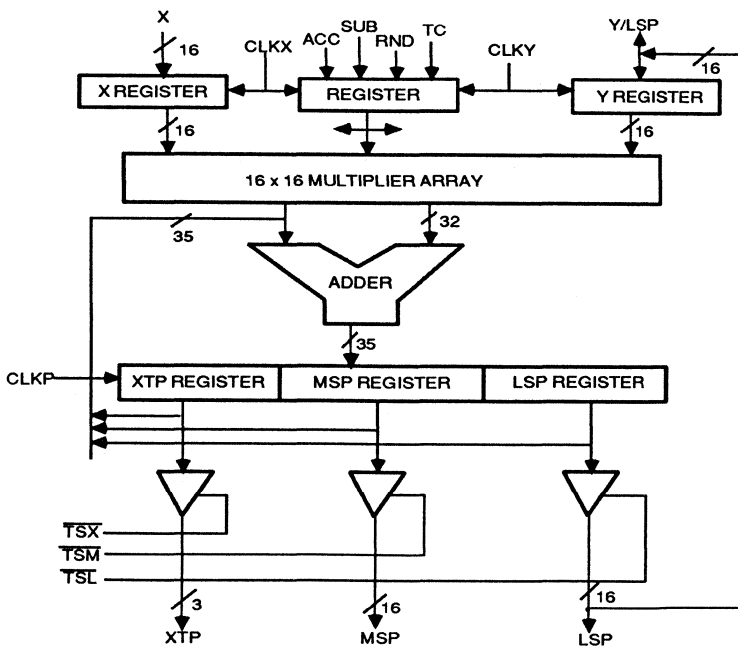 X
16
CLKX
ACC
SUB
RND
TC
CLKY
Y/LSP
16
X REGISTER
REGISTER
Y REGISTER
16
16
16 x 16 MULTIPLIER ARRAY
35
32
ADDER
35
CLKP
XTP REGISTER
MSP REGISTER
LSP REGISTER
TSX
TSM
TSL
3
16
16
XTP
MSP
LSP